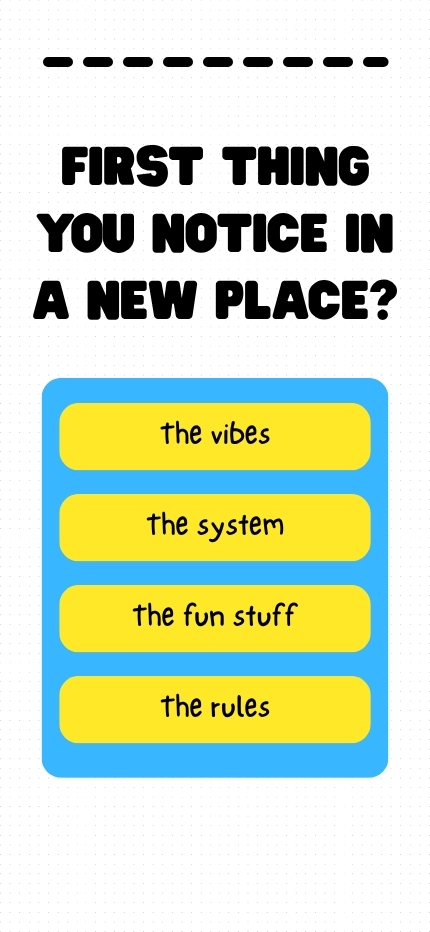 FIRST THING
YOU NOTICE IN
A NEW PLACE?
the vibes
the system
the fun stuff
the rules